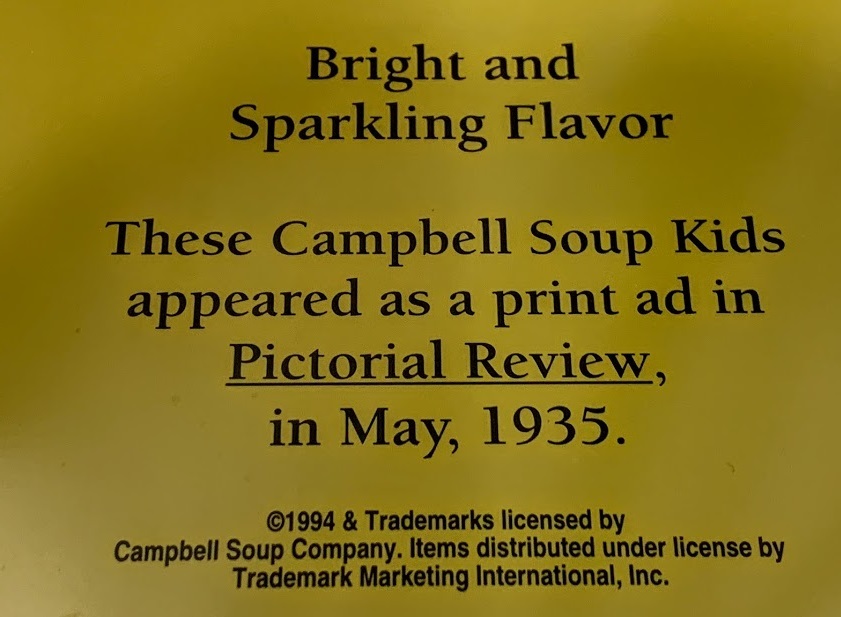 Bright and
Sparkling Flavor
These Campbell Soup Kids
appeared as a print ad in
Pictorial Review,
in May, 1935.
©1994 & Trademarks licensed by
Campbell Soup Company. Items distributed under license by
Trademark Marketing International, Inc.